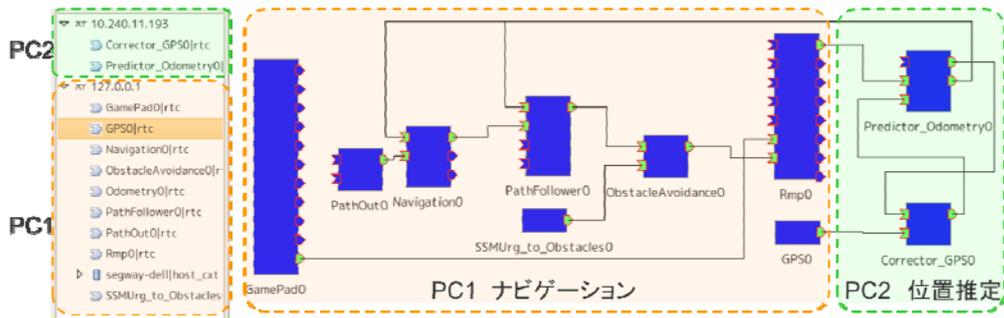 PC2
RT 10.240.11.193
Corrector_GPS0|rtc
Predictor_Odometry0|
PC1
RT 127.0.0.1
GamePad0|rtc
GPS0|rtc
Navigation0|rtc
ObstacleAvoidance0|r
Odometry0|rtc
PathFollower0|rtc
PathOut0|rtc
Rmp0|rtc
segway-dell|host_cxt
SSMUrg_to_Obstacles
GamePad0
PathOut0
Navigation0
PathFollower0
SSMUrg_to_Obstacles0
ObstacleAvoidance0
Rmp0
GPS0
PC1 ナビゲーション
Predictor_Odometry0
Corrector_GPS0
PC2 位置推定